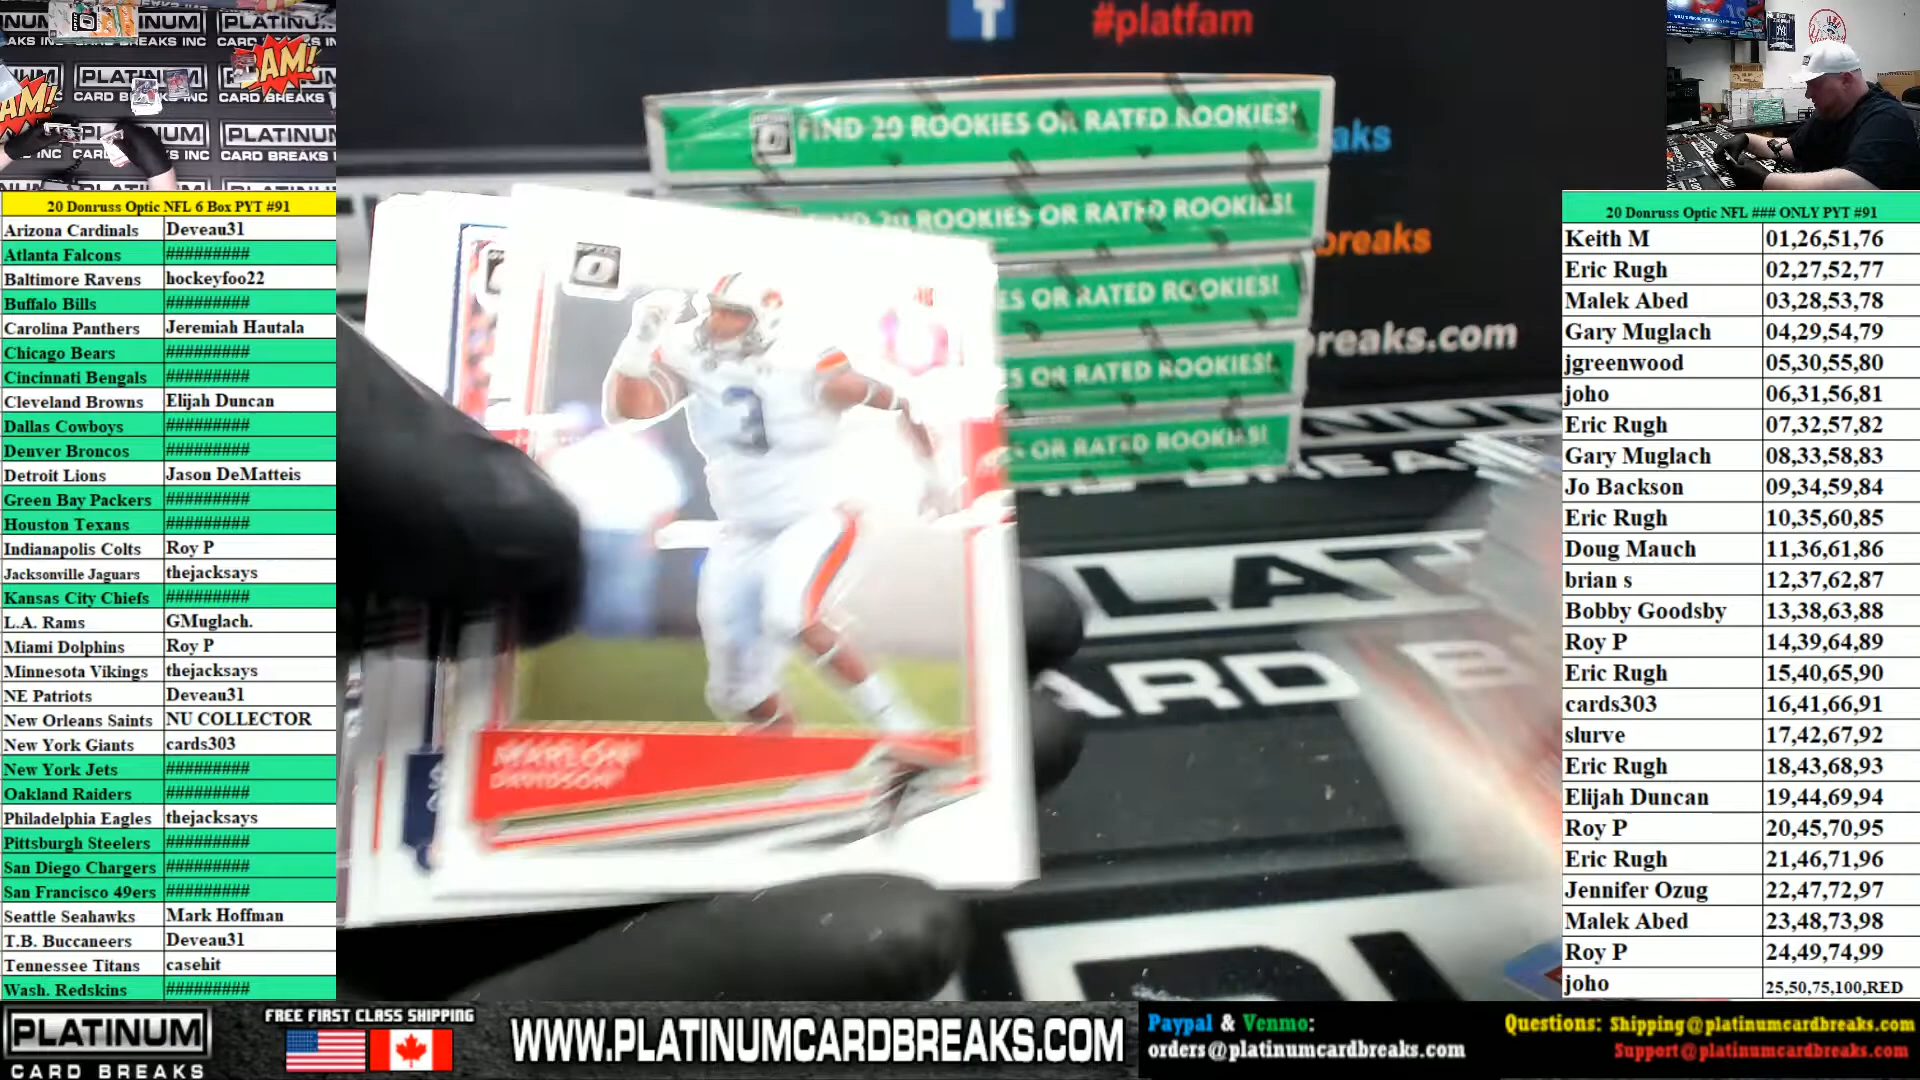 #platfam
FIND 20 ROOKIES OR RATED ROOKIES!
FIND 20 ROOKIES OR RATED ROOKIES!
ES OR RATED ROOKIES!
S OR RATED ROOKIES!
OR RATED ROOKIES!
aks
breaks
breaks.com
MARLON
DAVIDSON
3
PLATINUM
CARD BREAKS INC
AM!
20 Donruss Optic NFL 6 Box PYT #91
Arizona Cardinals Deveau31
Atlanta Falcons #########
Baltimore Ravens hockeyfoo22
Buffalo Bills #########
Carolina Panthers Jeremiah Hautala
Chicago Bears #########
Cincinnati Bengals #########
Cleveland Browns Elijah Duncan
Dallas Cowboys #########
Denver Broncos #########
Detroit Lions Jason DeMatteis
Green Bay Packers #########
Houston Texans #########
Indianapolis Colts Roy P
Jacksonville Jaguars thejacksays
Kansas City Chiefs #########
L.A. Rams GMuglach.
Miami Dolphins Roy P
Minnesota Vikings thejacksays
NE Patriots Deveau31
New Orleans Saints NU COLLECTOR
New York Giants cards303
New York Jets #########
Oakland Raiders #########
Philadelphia Eagles thejacksays
Pittsburgh Steelers #########
San Diego Chargers #########
San Francisco 49ers #########
Seattle Seahawks Mark Hoffman
T.B. Buccaneers Deveau31
Tennessee Titans casehit
Wash. Redskins #########
20 Donruss Optic NFL ### ONLY PYT #91
Keith M 01,26,51,76
Eric Rugh 02,27,52,77
Malek Abed 03,28,53,78
Gary Muglach 04,29,54,79
jgreenwood 05,30,55,80
joho 06,31,56,81
Eric Rugh 07,32,57,82
Gary Muglach 08,33,58,83
Jo Backson 09,34,59,84
Eric Rugh 10,35,60,85
Doug Mauch 11,36,61,86
brian s 12,37,62,87
Bobby Goodsby 13,38,63,88
Roy P 14,39,64,89
Eric Rugh 15,40,65,90
cards303 16,41,66,91
slurve 17,42,67,92
Eric Rugh 18,43,68,93
Elijah Duncan 19,44,69,94
Roy P 20,45,70,95
Eric Rugh 21,46,71,96
Jennifer Ozug 22,47,72,97
Malek Abed 23,48,73,98
Roy P 24,49,74,99
joho 25,50,75,100,RED
PLATINUM
CARD BREAKS
FREE FIRST CLASS SHIPPING
WWW.PLATINUMCARDBREAKS.COM
Paypal & Venmo:
orders@platinumcardbreaks.com
Questions: Shipping@platinumcardbreaks.com
Support@platinumcardbreaks.com